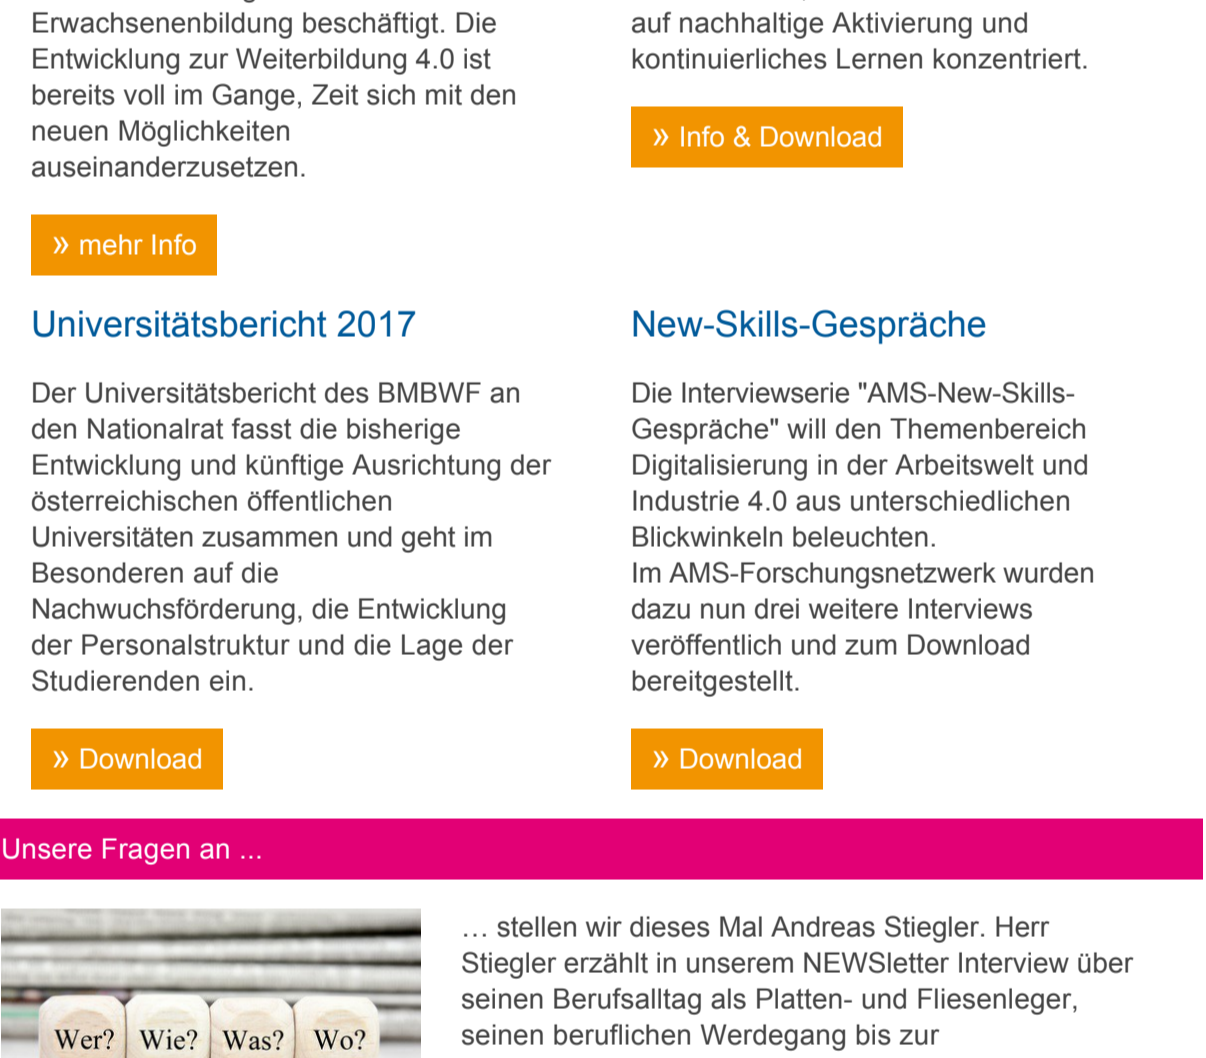 Erwachsenenbildung beschäftigt. Die
Entwicklung zur Weiterbildung 4.0 ist
bereits voll im Gange, Zeit sich mit den
neuen Möglichkeiten
auseinanderzusetzen.
» mehr Info
auf nachhaltige Aktivierung und
kontinuierliches Lernen konzentriert.
» Info & Download
Universitätsbericht 2017
Der Universitätsbericht des BMBWF an
den Nationalrat fasst die bisherige
Entwicklung und künftige Ausrichtung der
österreichischen öffentlichen
Universitäten zusammen und geht im
Besonderen auf die
Nachwuchsförderung, die Entwicklung
der Personalstruktur und die Lage der
Studierenden ein.
» Download
New-Skills-Gespräche
Die Interviewserie "AMS-New-Skills-
Gespräche" will den Themenbereich
Digitalisierung in der Arbeitswelt und
Industrie 4.0 aus unterschiedlichen
Blickwinkeln beleuchten.
Im AMS-Forschungsnetzwerk wurden
dazu nun drei weitere Interviews
veröffentlich und zum Download
bereitgestellt.
» Download
Unsere Fragen an ...
Wer? Wie? Was? Wo?
… stellen wir dieses Mal Andreas Stiegler. Herr
Stiegler erzählt in unserem NEWSletter Interview über
seinen Berufsalltag als Platten- und Fliesenleger,
seinen beruflichen Werdegang bis zur